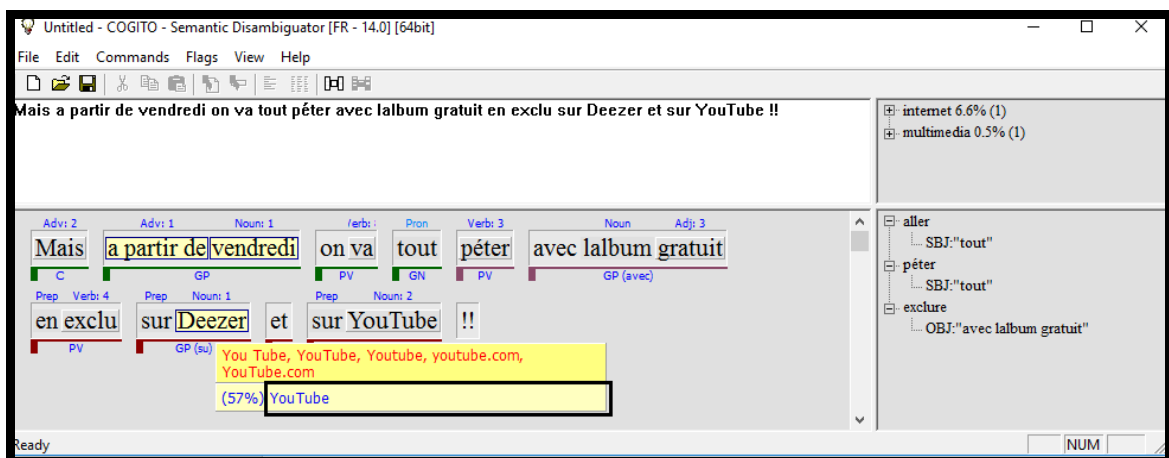 Untitled - COGITO - Semantic Disambiguator [FR - 14.0] [64bit]
File Edit Commands Flags View Help
Mais a partir de vendredi on va tout péter avec lalbum gratuit en exclu sur Deezer et sur YouTube !!
internet 6.6% (1)
multimedia 0.5% (1)
Adv: 2 Adv: 1 Noun: 1 Verb: Pron Verb: 3 Noun Adj: 3
Mais a partir de vendredi on va tout péter avec lalbum gratuit
C GP PV GN PV GP (avec)
Prep Verb: 4 Prep Noun: 1 Prep Noun: 2
en exclu sur Deezer et sur YouTube !!
PV GP (su)
You Tube, YouTube, Youtube, youtube.com,
YouTube.com
(57%) YouTube
aller
SBJ:"tout"
péter
SBJ:"tout"
exclure
OBJ:"avec lalbum gratuit"
Ready NUM